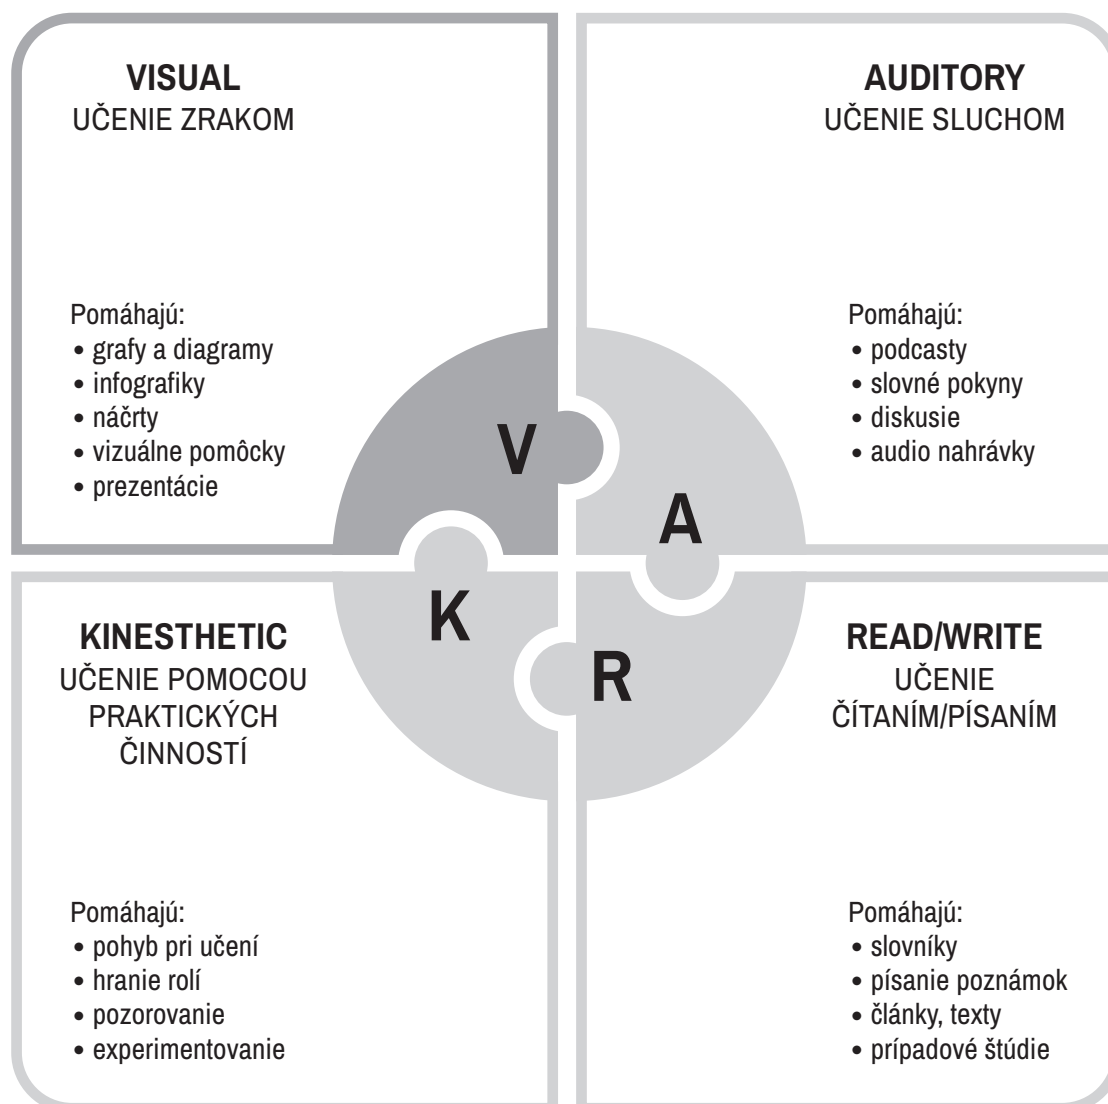 VISUAL
UČENIE ZRAKOM
Pomáhajú:
• grafy a diagramy
• infografiky
• náčrty
• vizuálne pomôcky
• prezentácie
AUDITORY
UČENIE SLUCHOM
Pomáhajú:
• podcasty
• slovné pokyny
• diskusie
• audio nahrávky
V
A
K
R
KINESTHETIC
UČENIE POMOCOU
PRAKTICKÝCH
ČINNOSTÍ
Pomáhajú:
• pohyb pri učení
• hranie rolí
• pozorovanie
• experimentovanie
READ/WRITE
UČENIE
ČÍTANÍM/PÍSANÍM
Pomáhajú:
• slovníky
• písanie poznámok
• články, texty
• prípadové štúdie